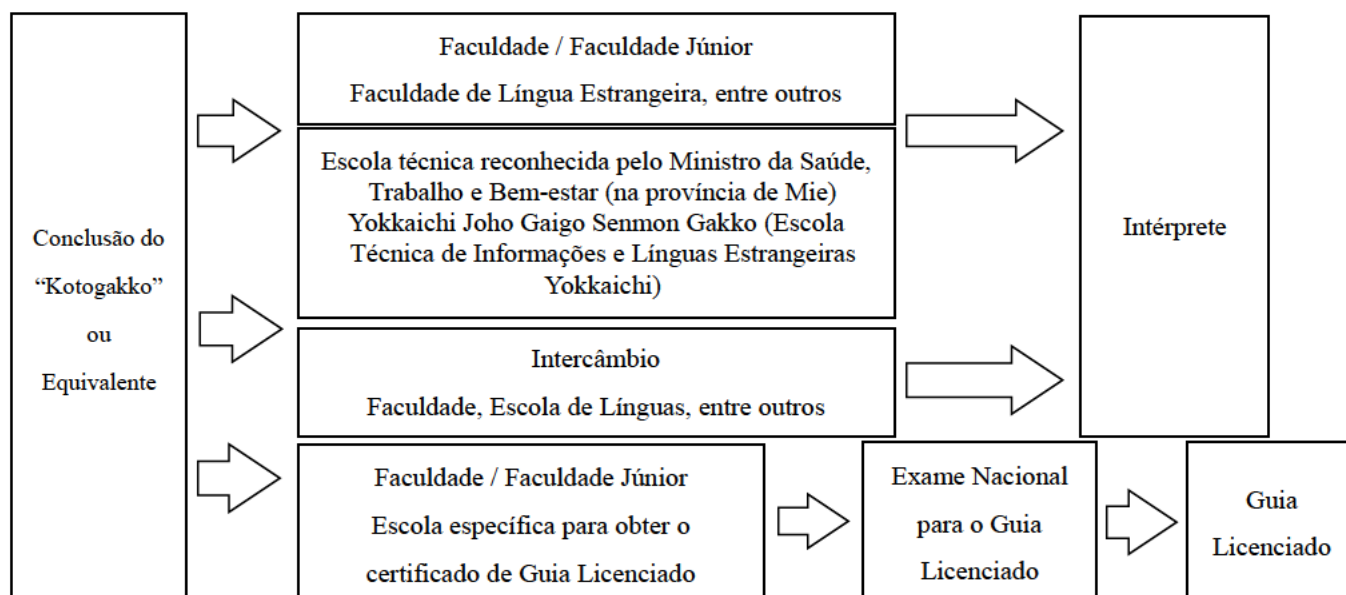 Conclusão do
“Kotogakko”
ou
Equivalente
Faculdade / Faculdade Júnior
Faculdade de Língua Estrangeira, entre outros
Escola técnica reconhecida pelo Ministro da Saúde,
Trabalho e Bem-estar (na província de Mie)
Yokkaichi Joho Gaigo Senmon Gakko (Escola
Técnica de Informações e Línguas Estrangeiras
Yokkaichi)
Intercâmbio
Faculdade, Escola de Línguas, entre outros
Intérprete
Faculdade / Faculdade Júnior
Escola específica para obter o
certificado de Guia Licenciado
Exame Nacional
para o Guia
Licenciado
Guia
Licenciado